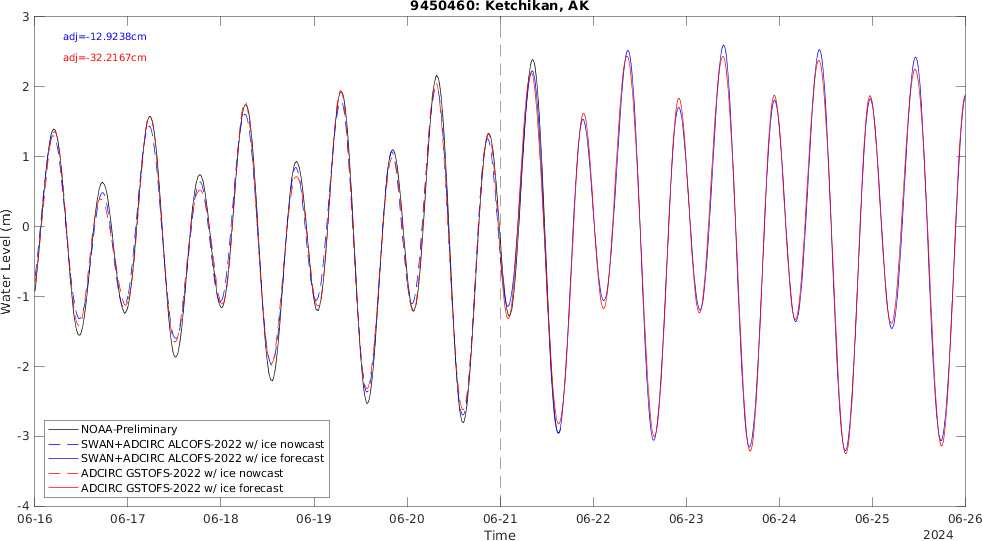 9450460: Ketchikan, AK
adj=-12.9238cm
adj=-32.2167cm
3
2
1
0
-1
-2
-3
-4
Water Level (m)
NOAA-Preliminary
SWAN+ADCIRC ALCOFS-2022 w/ ice nowcast
SWAN+ADCIRC ALCOFS-2022 w/ ice forecast
ADCIRC GSTOFS-2022 w/ ice nowcast
ADCIRC GSTOFS-2022 w/ ice forecast
06-16 06-17 06-18 06-19 06-20 06-21 06-22 06-23 06-24 06-25 06-26
Time
2024